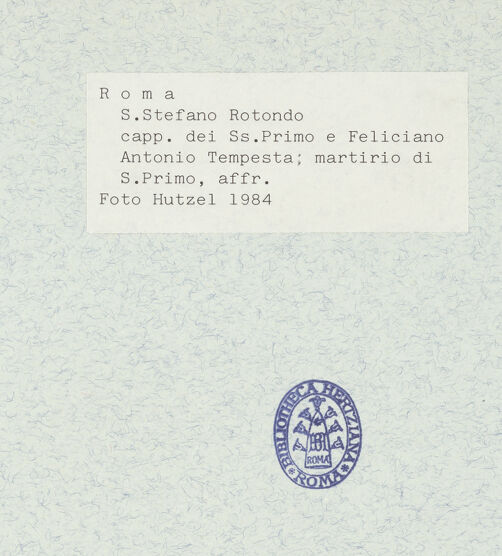 R o m a
S.Stefano Rotondo
capp. dei Ss.Primo e Feliciano
Antonio Tempesta; martirio di
S.Primo, affr.
Foto Hutzel 1984
BIBLIOTHECA HERTZIANA
ROMA
* ROMA *